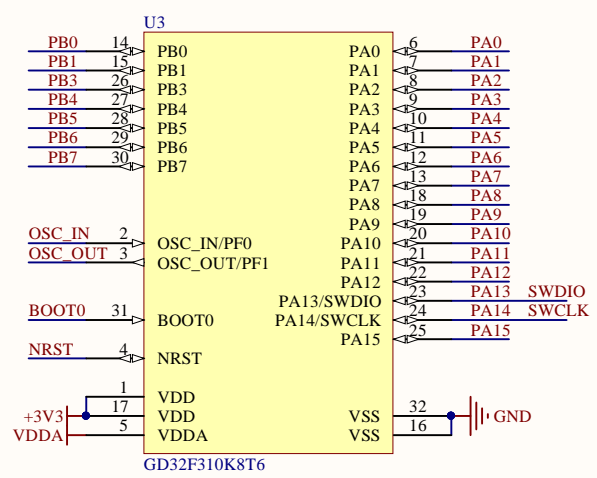 U3
PB0 14 PB0 PA0 6 PA0
PB1 15 PB1 PA1 7 PA1
PB3 26 PB3 PA2 8 PA2
PB4 27 PB4 PA3 9 PA3
PB5 28 PB5 PA4 10 PA4
PB6 29 PB6 PA5 11 PA5
PB7 30 PB7 PA6 12 PA6
PA7 13 PA7
PA8 18 PA8
PA9 19 PA9
OSC_IN 2 OSC_IN/PF0 PA10 20 PA10
OSC_OUT 3 OSC_OUT/PF1 PA11 21 PA11
PA12 22 PA12
PA13/SWDIO 23 PA13 SWDIO
BOOT0 31 BOOT0 PA14/SWCLK 24 PA14 SWCLK
PA15 25 PA15
NRST 4 NRST
1 VDD
+3V3 17 VDD VSS 32 GND
VDDA 5 VDDA VSS 16
GD32F310K8T6